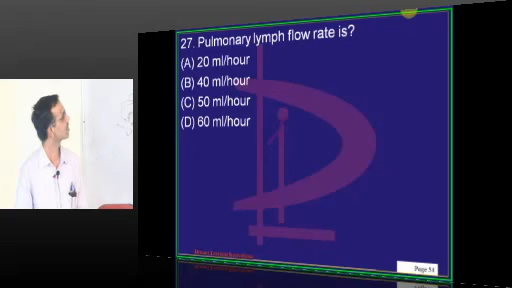 27. Pulmonary lymph flow rate is?
(A) 20 ml/hour
(B) 40 ml/hour
(C) 50 ml/hour
(D) 60 ml/hour
Page 54